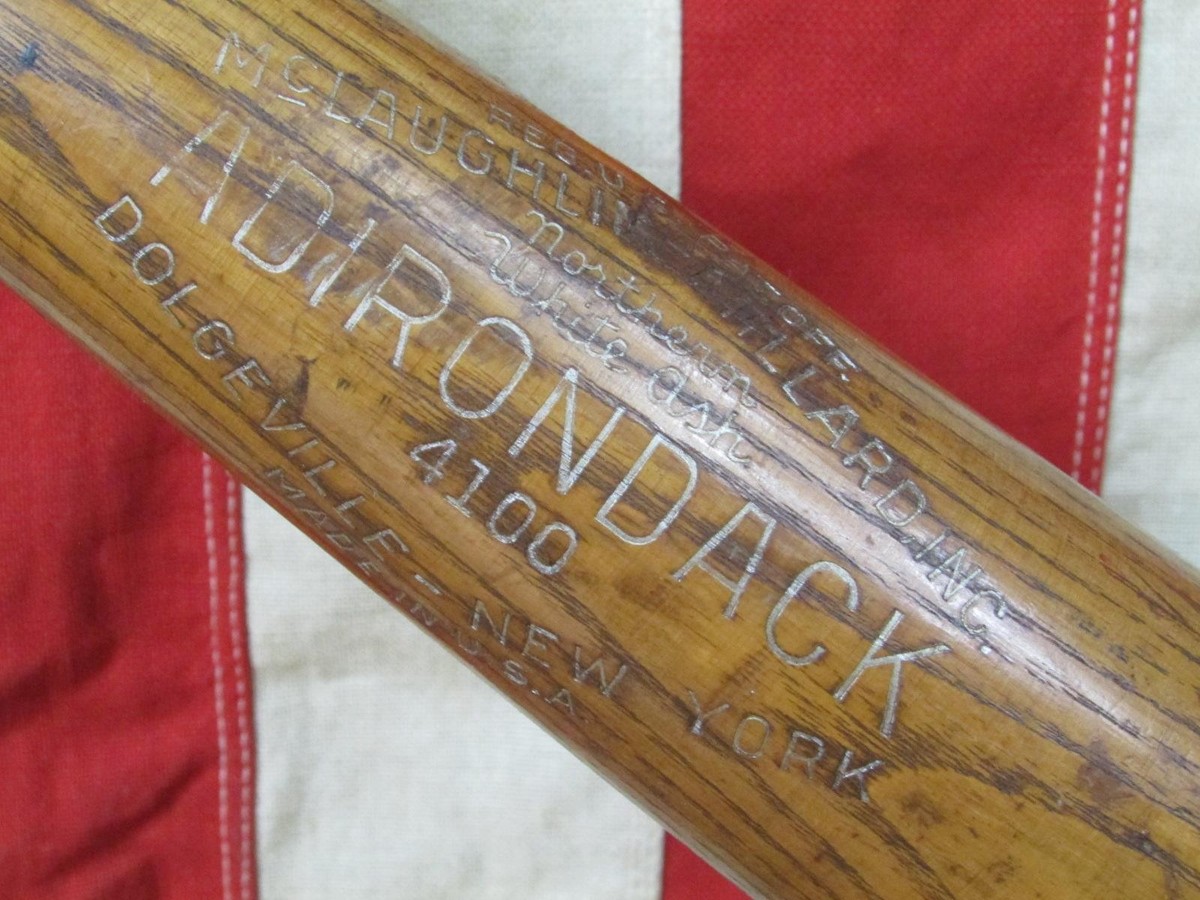 REG. U. PAT. OFF.
McLAUGHLIN MILLARD, INC.
Northern
White ash
ADIRONDACK
4100
DOLGEVILLE - NEW YORK
MADE IN U.S.A.